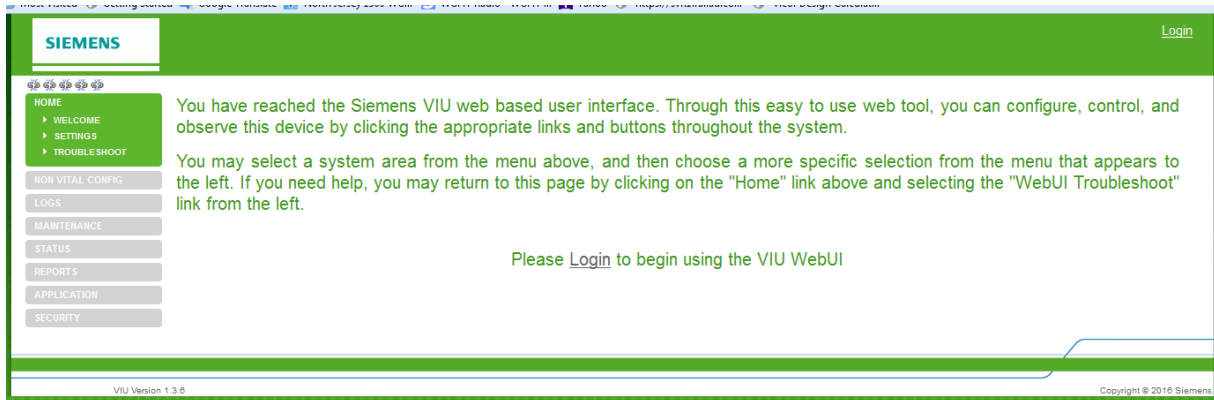 Login
SIEMENS
HOME
WELCOME
SETTINGS
TROUBLESHOOT
NON VITAL CONFIG
LOGS
MAINTENANCE
STATUS
REPORTS
APPLICATION
SECURITY
You have reached the Siemens VIU web based user interface. Through this easy to use web tool, you can configure, control, and
observe this device by clicking the appropriate links and buttons throughout the system.
You may select a system area from the menu above, and then choose a more specific selection from the menu that appears to
the left. If you need help, you may return to this page by clicking on the "Home" link above and selecting the "WebUI Troubleshoot"
link from the left.
Please Login to begin using the VIU WebUI
VIU Version 1.3.6
Copyright © 2016 Siemens.